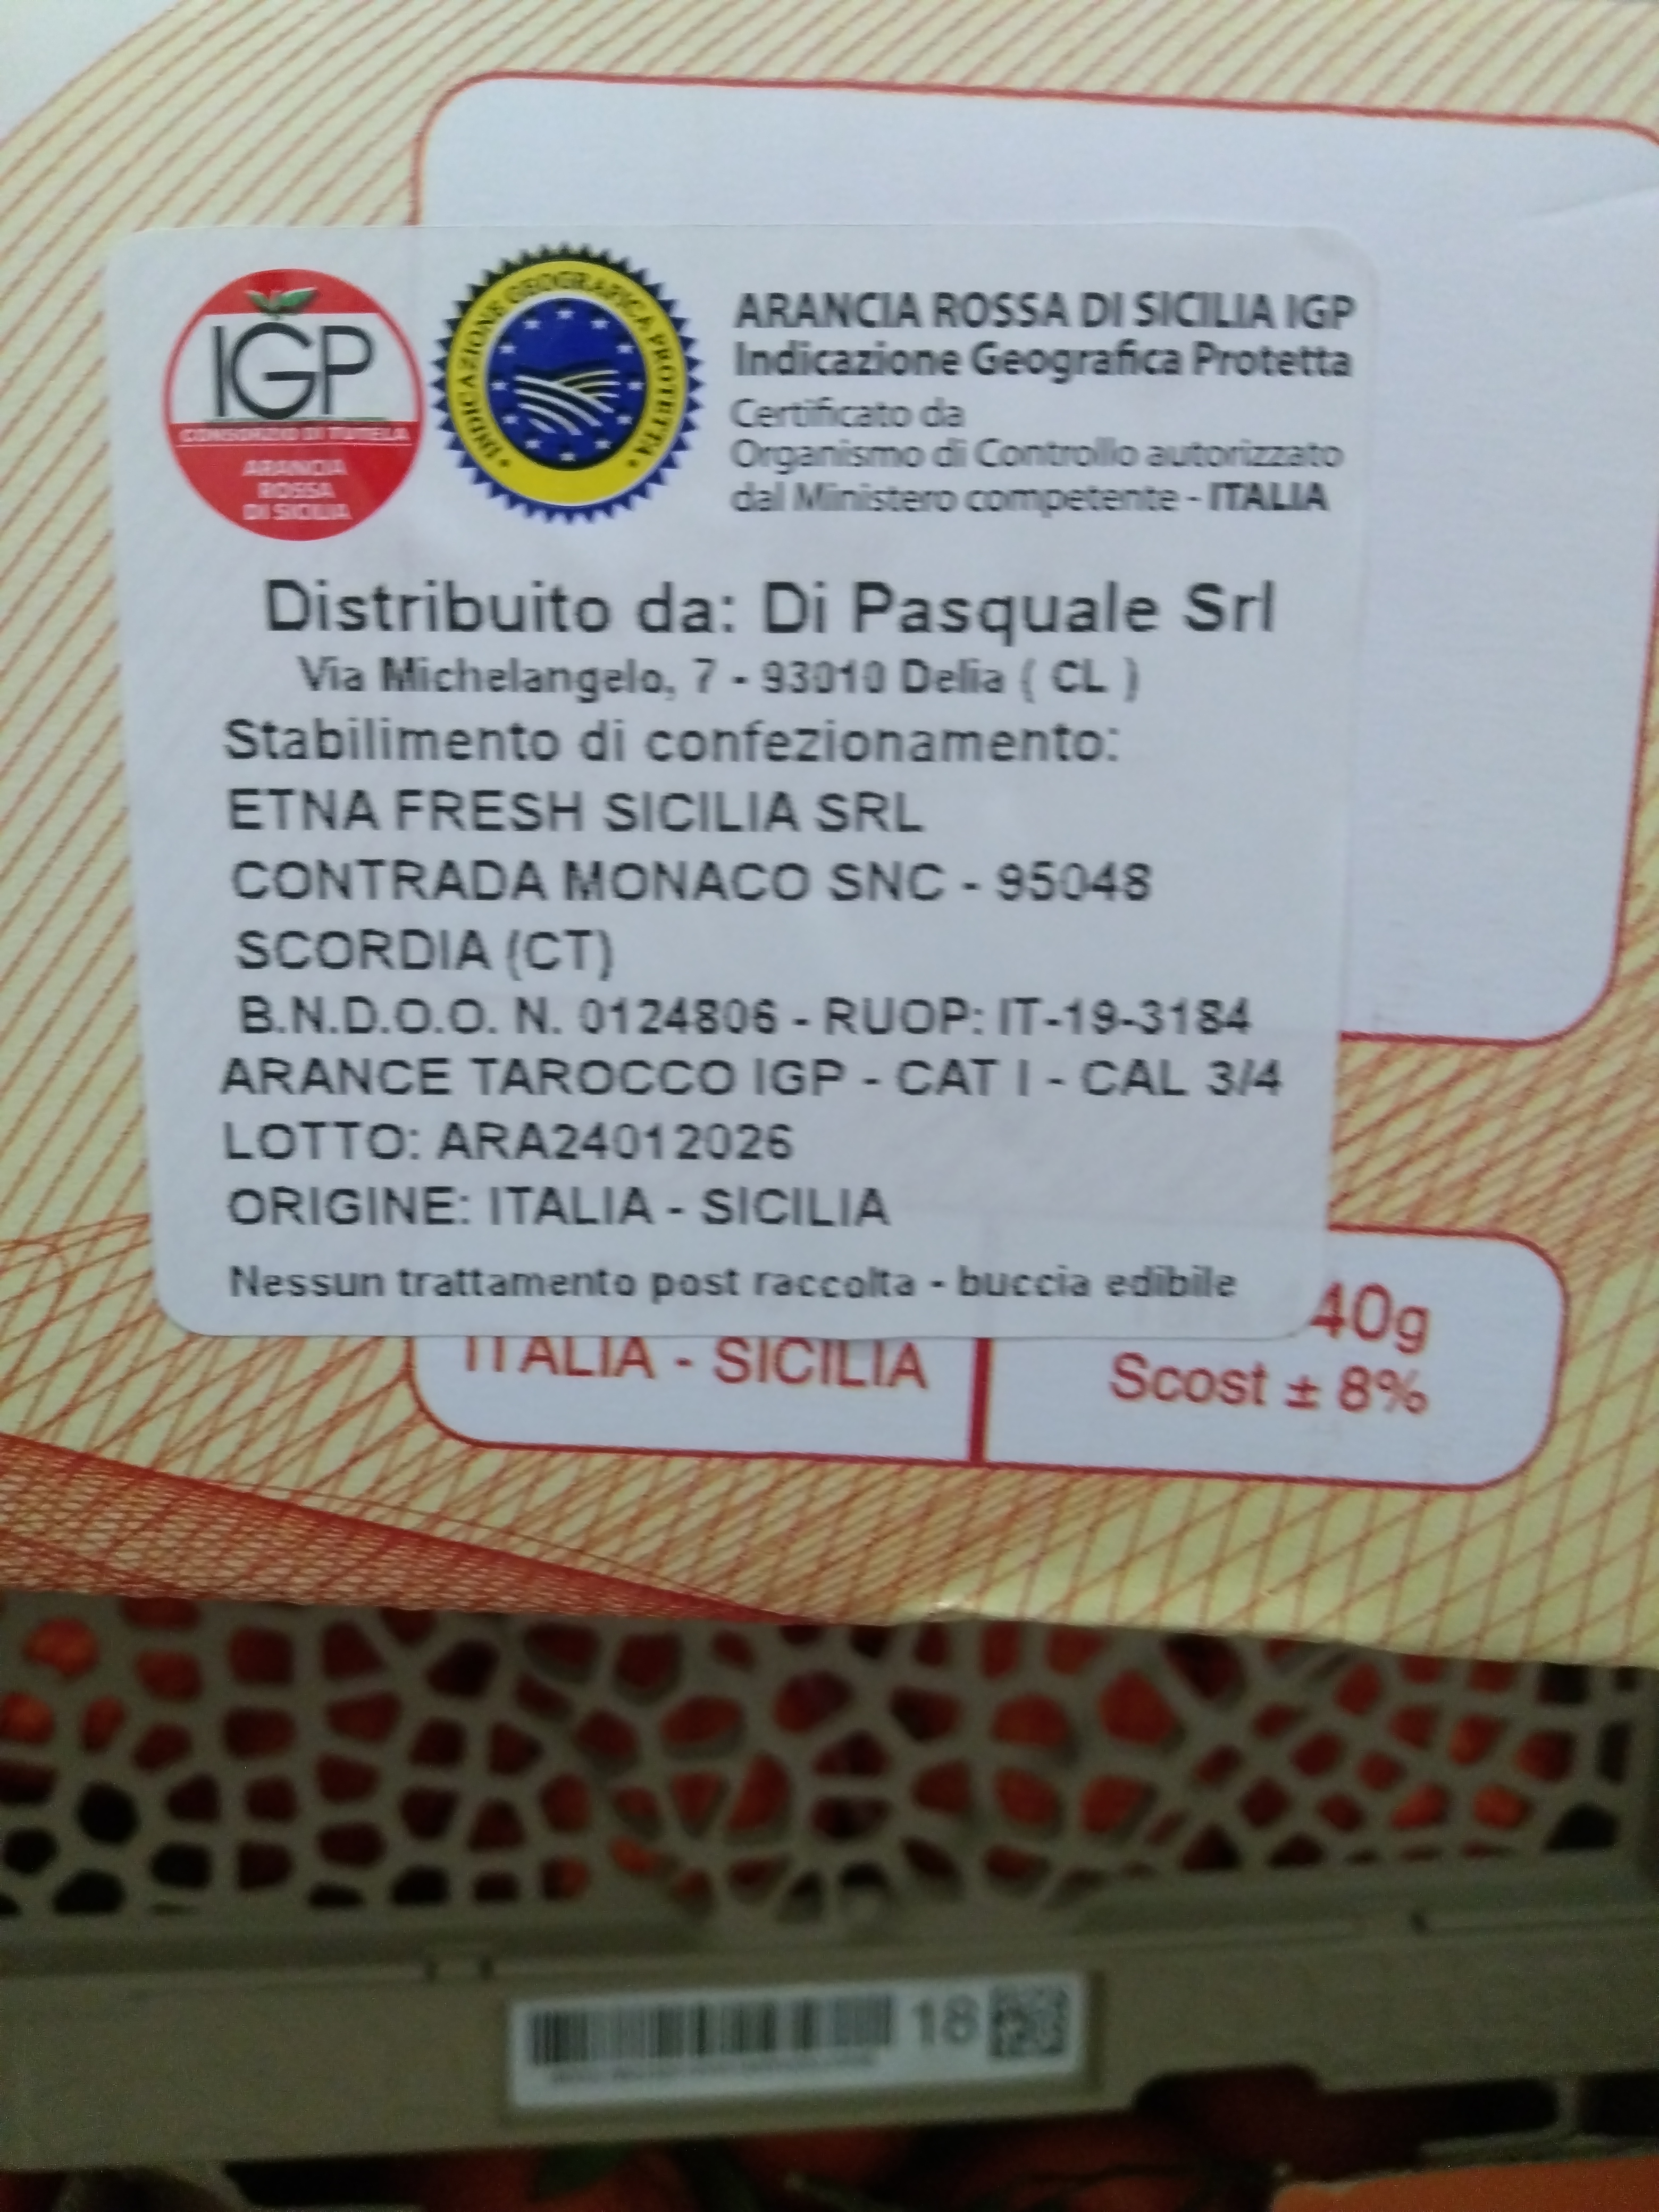 IGP
CONSORZIO DI TUTELA
ARANCIA
ROSSA
DI SICILIA
INDICAZIONE GEOGRAFICA PROTETTA
ARANCIA ROSSA DI SICILIA IGP
Indicazione Geografica Protetta
Certificato da
Organismo di Controllo autorizzato
dal Ministero competente - ITALIA
Distribuito da: Di Pasquale Srl
Via Michelangelo, 7 - 93010 Delia ( CL )
Stabilimento di confezionamento:
ETNA FRESH SICILIA SRL
CONTRADA MONACO SNC - 95048
SCORDIA (CT)
B.N.D.O.O. N. 0124806 - RUOP: IT-19-3184
ARANCE TAROCCO IGP - CAT I - CAL 3/4
LOTTO: ARA24012026
ORIGINE: ITALIA - SICILIA
Nessun trattamento post raccolta - buccia edibile
ITALIA - SICILIA
40g
Scost ± 8%
18